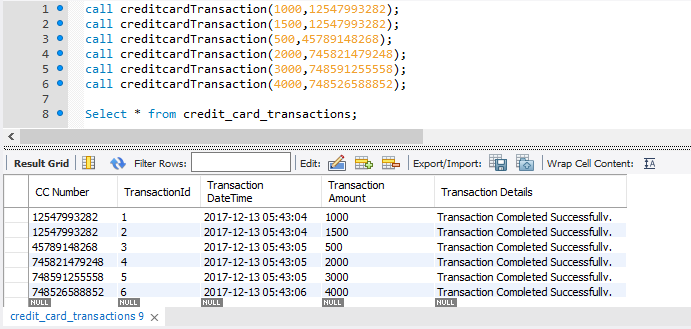 1 call creditcardTransaction(1000,12547993282);
2 call creditcardTransaction(1500,12547993282);
3 call creditcardTransaction(500,45789148268);
4 call creditcardTransaction(2000,745821479248);
5 call creditcardTransaction(3000,748591255558);
6 call creditcardTransaction(4000,748526588852);
7
8 Select * from credit_card_transactions;
Result Grid Filter Rows: Edit: Export/Import: Wrap Cell Content: IA
CC Number TransactionId Transaction DateTime Transaction Amount Transaction Details
12547993282 1 2017-12-13 05:43:04 1000 Transaction Completed Successfully.
12547993282 2 2017-12-13 05:43:04 1500 Transaction Completed Successfully.
45789148268 3 2017-12-13 05:43:05 500 Transaction Completed Successfully.
745821479248 4 2017-12-13 05:43:05 2000 Transaction Completed Successfully.
748591255558 5 2017-12-13 05:43:05 3000 Transaction Completed Successfully.
748526588852 6 2017-12-13 05:43:06 4000 Transaction Completed Successfully.
NULL NULL NULL NULL NULL
credit_card_transactions 9